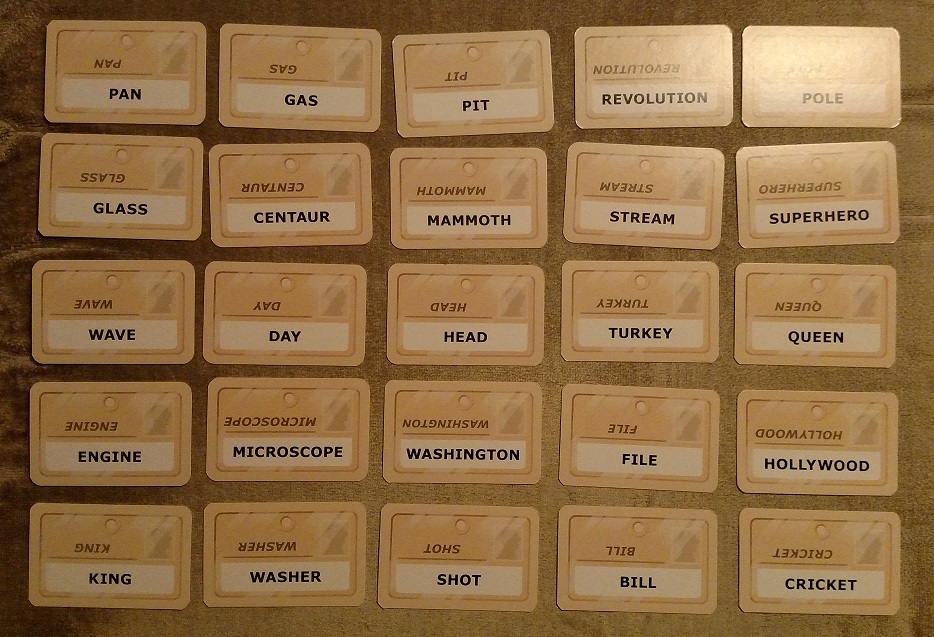 PAN
PAN
GAS
GAS
PIT
PIT
REVOLUTION
REVOLUTION
POLE
POLE
GLASS
GLASS
CENTAUR
CENTAUR
MAMMOTH
MAMMOTH
STREAM
STREAM
SUPERHERO
SUPERHERO
WAVE
WAVE
DAY
DAY
HEAD
HEAD
TURKEY
TURKEY
QUEEN
QUEEN
ENGINE
ENGINE
MICROSCOPE
MICROSCOPE
WASHINGTON
WASHINGTON
FILE
FILE
HOLLYWOOD
HOLLYWOOD
KING
KING
WASHER
WASHER
SHOT
SHOT
BILL
BILL
CRICKET
CRICKET